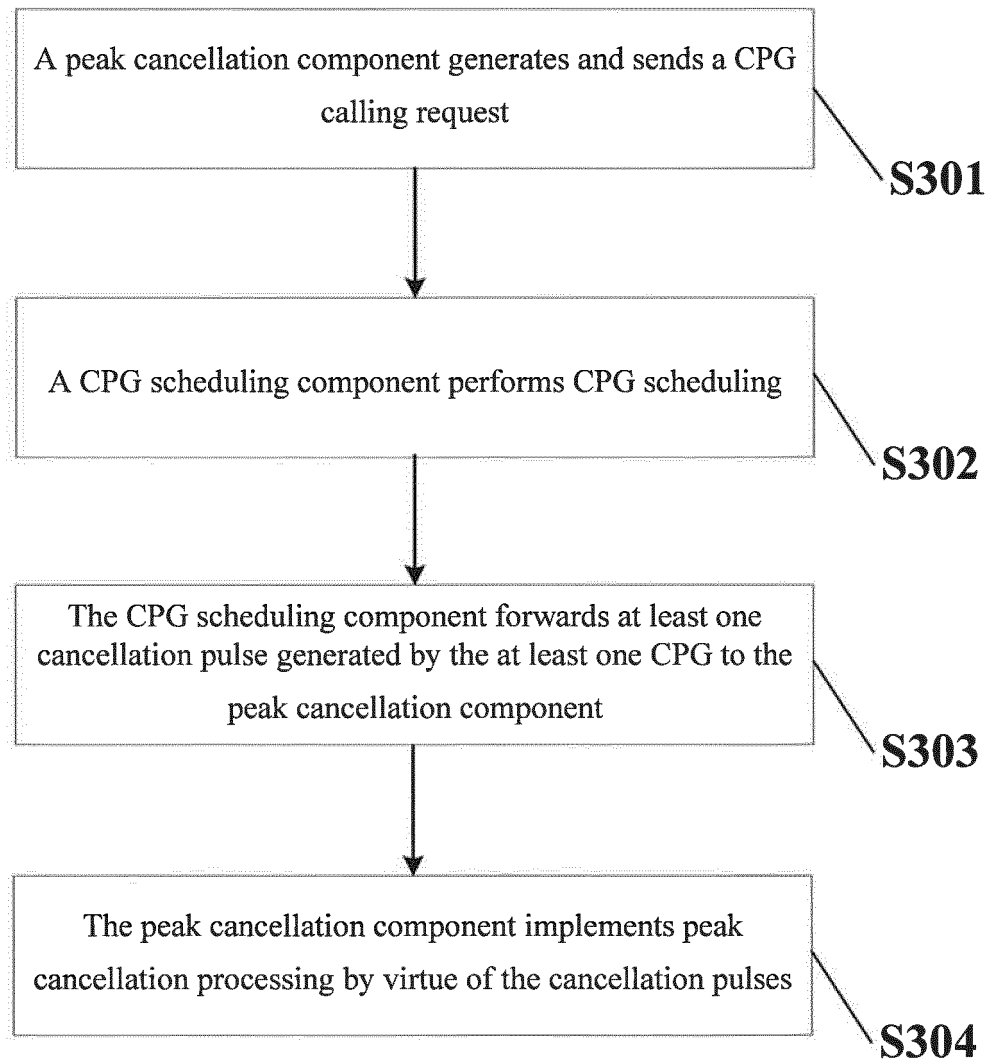 A peak cancellation component generates and sends a CPG
calling request
S301
A CPG scheduling component performs CPG scheduling
S302
The CPG scheduling component forwards at least one
cancellation pulse generated by the at least one CPG to the
peak cancellation component
S303
The peak cancellation component implements peak
cancellation processing by virtue of the cancellation pulses
S304